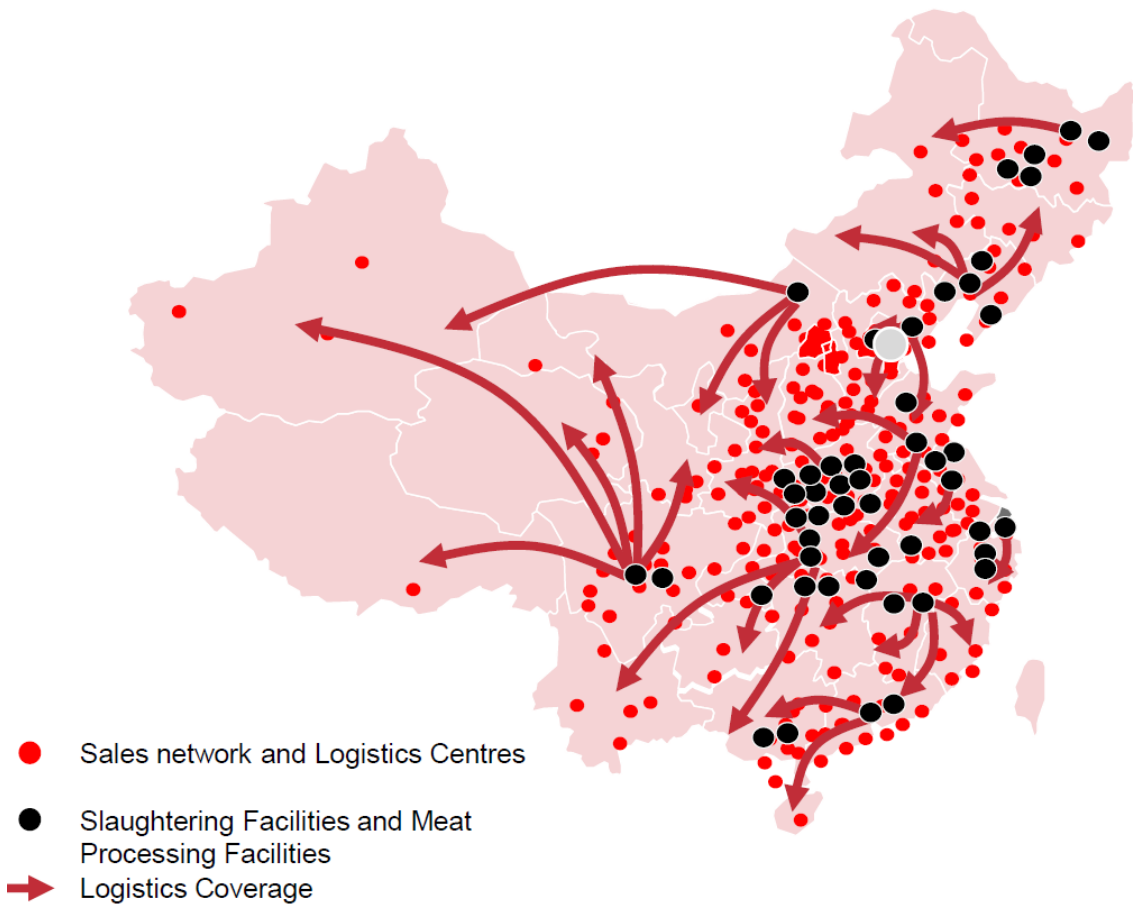 Sales network and Logistics Centres
Slaughtering Facilities and Meat
Processing Facilities
Logistics Coverage